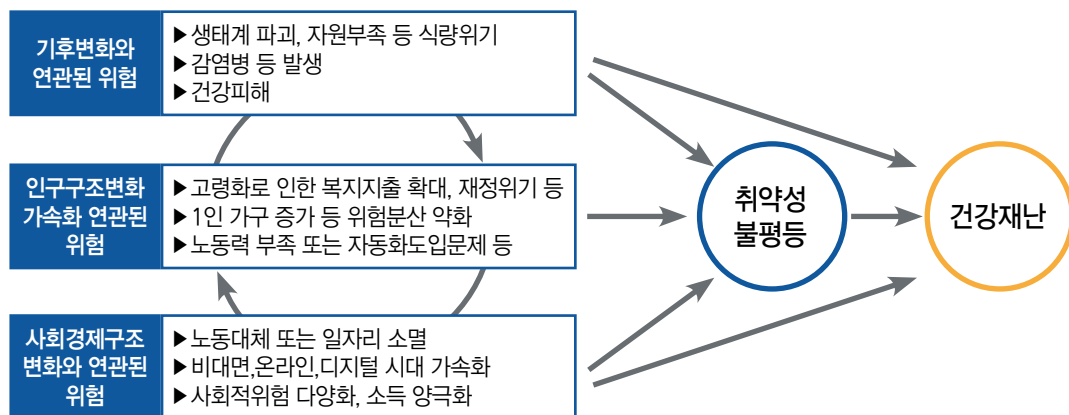 기후변화와
연관된 위험
▶생태계 파괴, 자원부족 등 식량위기
▶감염병 등 발생
▶건강피해
인구구조변화
가속화 연관된
위험
▶고령화로 인한 복지지출 확대, 재정위기 등
▶1인 가구 증가 등 위험분산 약화
▶노동력 부족 또는 자동화도입문제 등
사회경제구조
변화와 연관된
위험
▶노동대체 또는 일자리 소멸
▶비대면,온라인,디지털 시대 가속화
▶사회적위험 다양화, 소득 양극화
취약성
불평등
건강재난